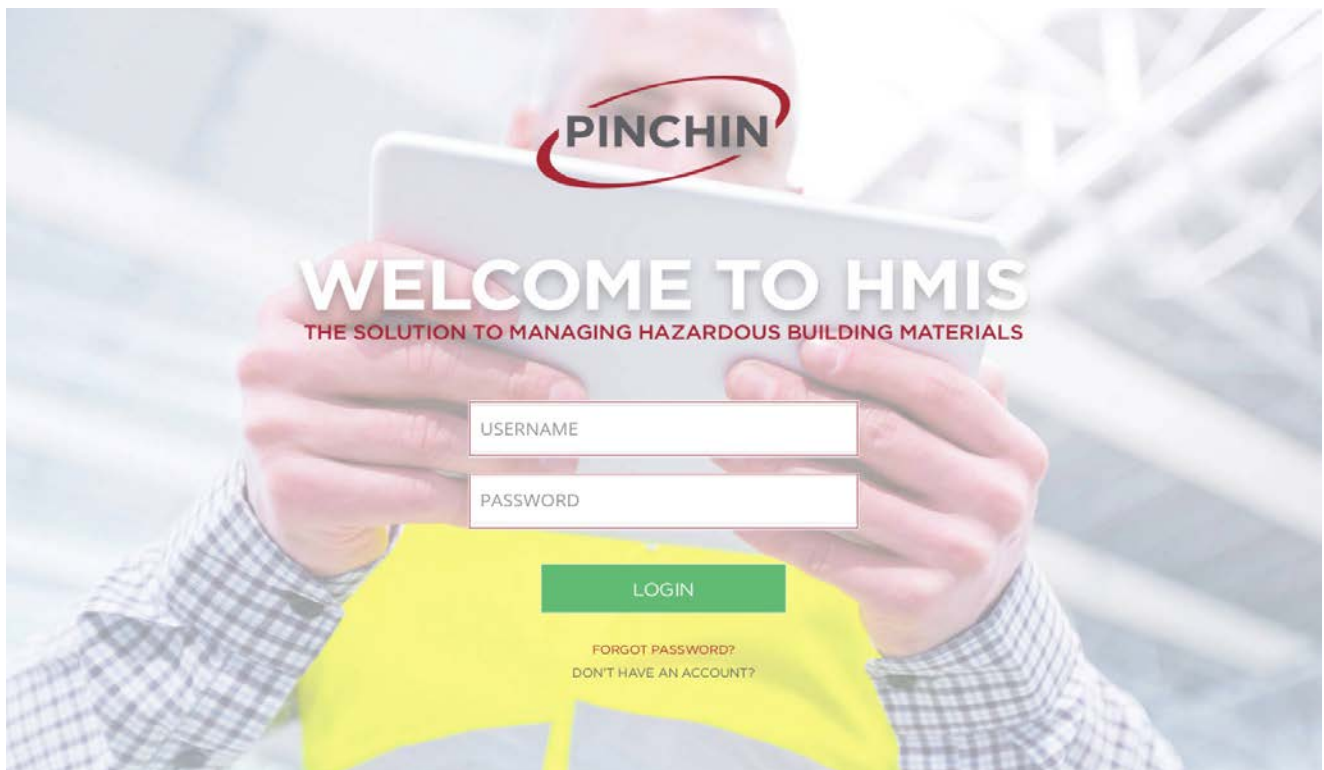 PINCHIN
WELCOME TO HMIS
THE SOLUTION TO MANAGING HAZARDOUS BUILDING MATERIALS
USERNAME
PASSWORD
LOGIN
FORGOT PASSWORD?
DON'T HAVE AN ACCOUNT?